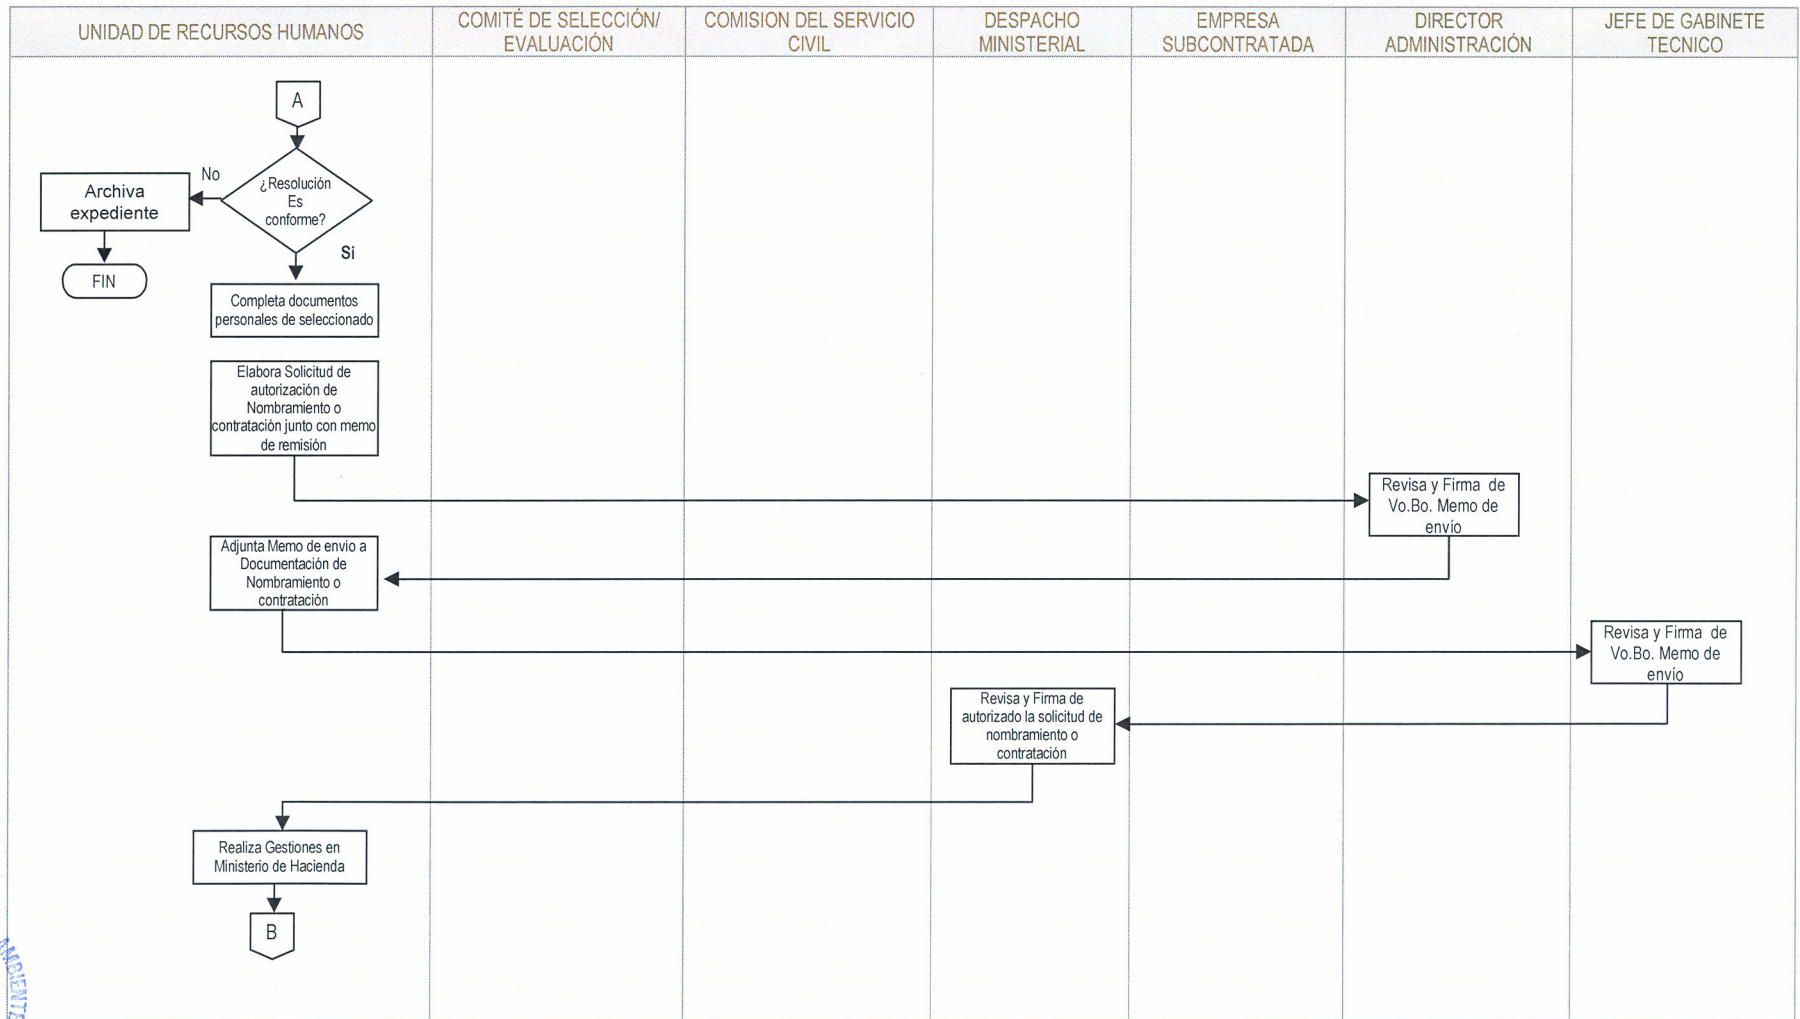 UNIDAD DE RECURSOS HUMANOS
COMITÉ DE SELECCIÓN/
EVALUACIÓN
COMISION DEL SERVICIO
CIVIL
DESPACHO
MINISTERIAL
EMPRESA
SUBCONTRATADA
DIRECTOR
ADMINISTRACIÓN
JEFE DE GABINETE
TECNICO
A
¿Resolución
Es
conforme?
No
Archiva
expediente
FIN
Si
Completa documentos
personales de seleccionado
Elabora Solicitud de
autorización de
Nombramiento o
contratación junto con memo
de remisión
Revisa y Firma de
Vo.Bo. Memo de
envío
Adjunta Memo de envio a
Documentación de
Nombramiento o
contratación
Revisa y Firma de
Vo.Bo. Memo de
envío
Revisa y Firma de
autorizado la solicitud de
nombramiento o
contratación
Realiza Gestiones en
Ministerio de Hacienda
B